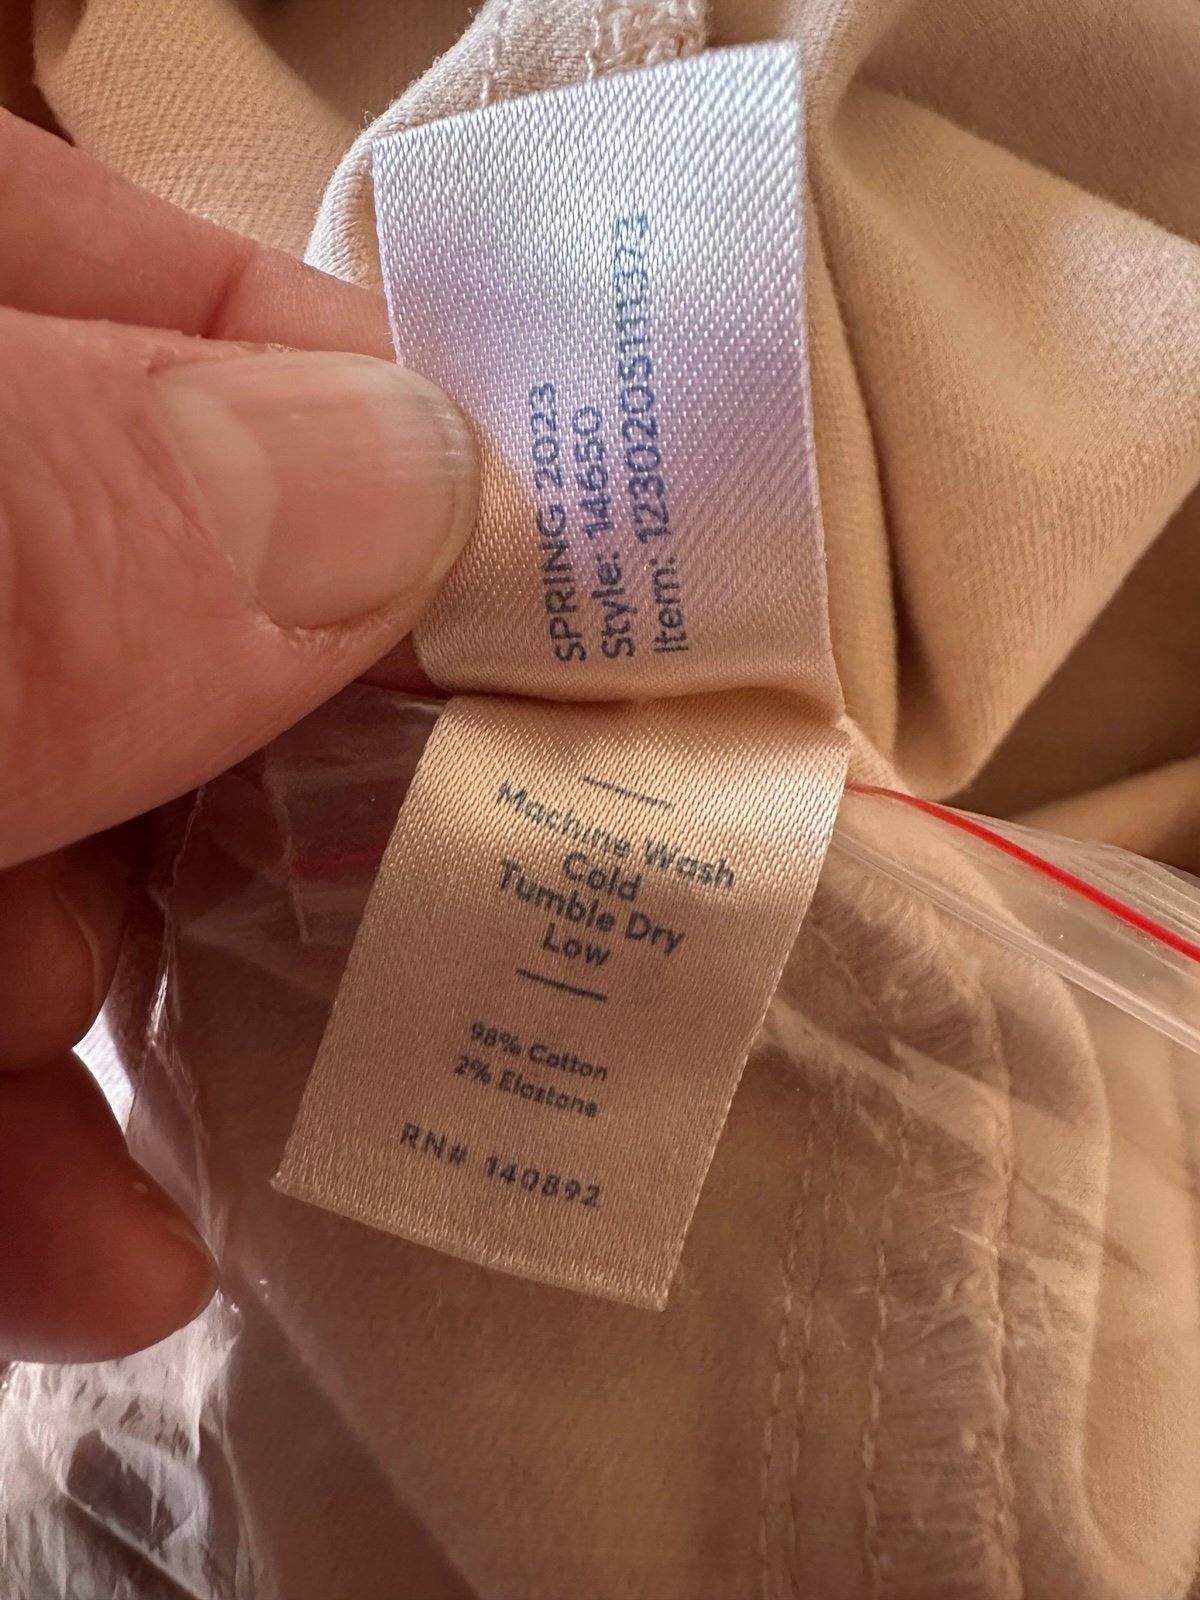 SPRING 2023
Style: 14650
Item: 1230205111373
Machine Wash
Cold
Tumble Dry
Low
98% Cotton
2% Elastane
RN# 140892